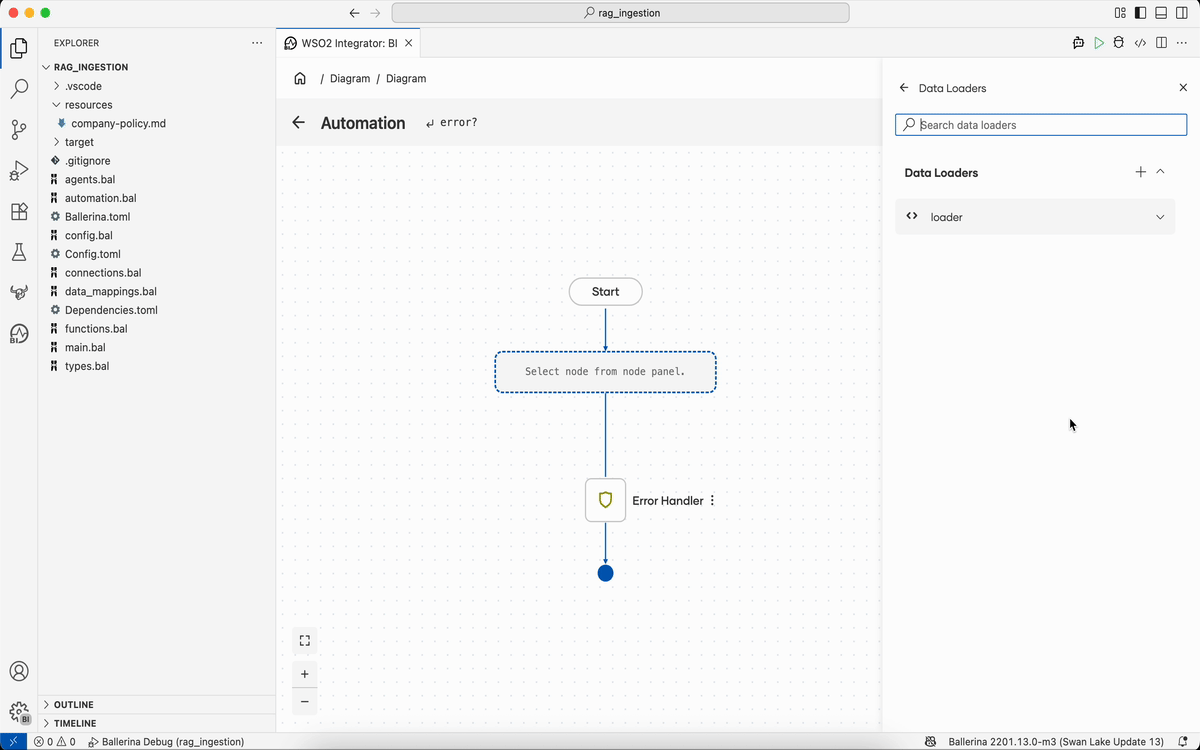 rag_ingestion
EXPLORER
RAG_INGESTION
.vscode
resources
company-policy.md
target
.gitignore
agents.bal
automation.bal
Ballerina.toml
config.bal
Config.toml
connections.bal
data_mappings.bal
Dependencies.toml
functions.bal
main.bal
types.bal
OUTLINE
TIMELINE
WSO2 Integrator: BI
/ Diagram / Diagram
Automation
error?
Start
Select node from node panel.
Error Handler
Data Loaders
Search data loaders
Data Loaders
loader
BI
0 0 Ballerina Debug (rag_ingestion)
Ballerina 2201.13.0-m3 (Swan Lake Update 13)